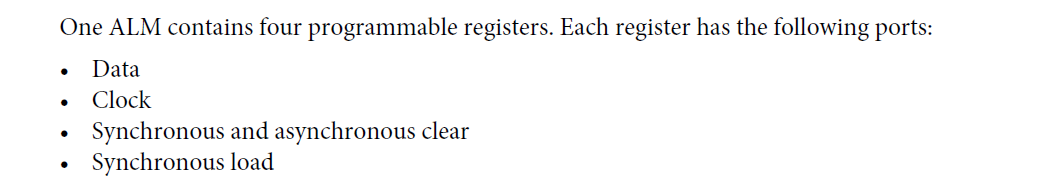 One ALM contains four programmable registers. Each register has the following ports:
• Data
• Clock
• Synchronous and asynchronous clear
• Synchronous load